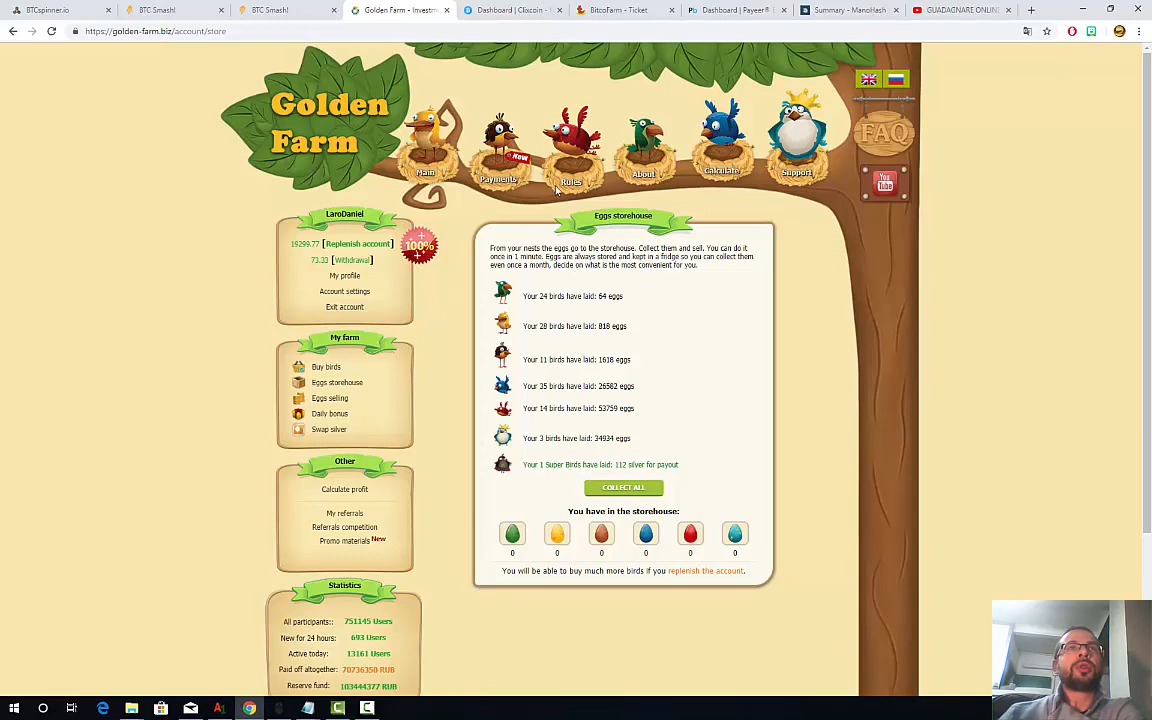 BTCspinner.io
BTC Smash!
BTC Smash!
Golden Farm - Investm
Dashboard | Clixcoin -
BitcoFarm - Ticket
Dashboard | Payeer®
Summary - ManoHash
GUADAGNARE ONLIN
https://golden-farm.biz/account/store
Golden
Farm
Main
Payments
New
Rules
About
Calculate
Support
FAQ
You
Tube
LaroDaniel
19299.77 [Replenish account]
100%
73.33 [Withdrawal]
My profile
Account settings
Exit account
My farm
Buy birds
Eggs storehouse
Eggs selling
Daily bonus
Swap silver
Other
Calculate profit
My referrals
Referrals competition
Promo materials New
Statistics
All participants:: 751145 Users
New for 24 hours: 693 Users
Active today: 13161 Users
Paid off altogether: 70736350 RUB
Reserve fund: 103444377 RUB
Eggs storehouse
From your nests the eggs go to the storehouse. Collect them and sell. You can do it
once in 1 minute. Eggs are always stored and kept in a fridge so you can collect them
even once a month, decide on what is the most convenient for you.
Your 24 birds have laid: 64 eggs
Your 28 birds have laid: 818 eggs
Your 11 birds have laid: 1618 eggs
Your 35 birds have laid: 26582 eggs
Your 14 birds have laid: 53759 eggs
Your 3 birds have laid: 34934 eggs
Your 1 Super Birds have laid: 112 silver for payout
COLLECT ALL
You have in the storehouse:
0 0 0 0 0 0
You will be able to buy much more birds if you replenish the account.